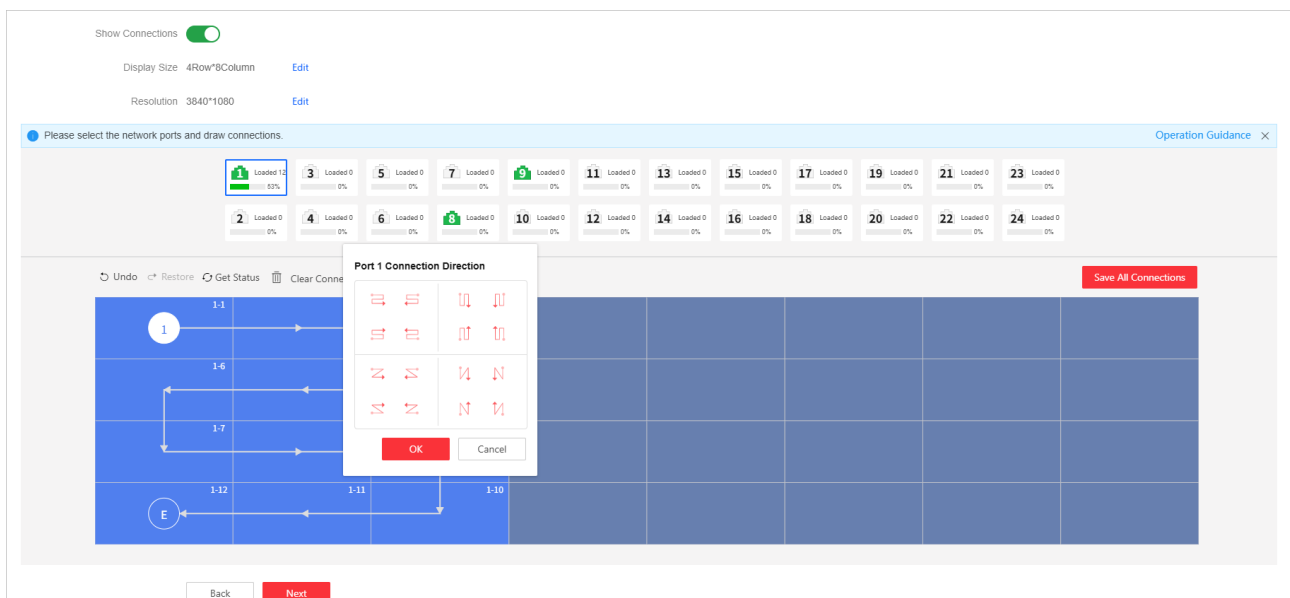 Show Connections
Display Size 4Row*8Column Edit
Resolution 3840*1080 Edit
Please select the network ports and draw connections. Operation Guidance
1 Loaded 12 53% 3 Loaded 0 0% 5 Loaded 0 0% 7 Loaded 0 0% 9 Loaded 0 0% 11 Loaded 0 0% 13 Loaded 0 0% 15 Loaded 0 0% 17 Loaded 0 0% 19 Loaded 0 0% 21 Loaded 0 0% 23 Loaded 0 0%
2 Loaded 0 0% 4 Loaded 0 0% 6 Loaded 0 0% 8 Loaded 0 0% 10 Loaded 0 0% 12 Loaded 0 0% 14 Loaded 0 0% 16 Loaded 0 0% 18 Loaded 0 0% 20 Loaded 0 0% 22 Loaded 0 0% 24 Loaded 0 0%
Port 1 Connection Direction
Undo Restore Get Status Clear Conne Save All Connections
1-1
1
1-6
1-7
OK Cancel
1-12 1-11 1-10
E
Back Next